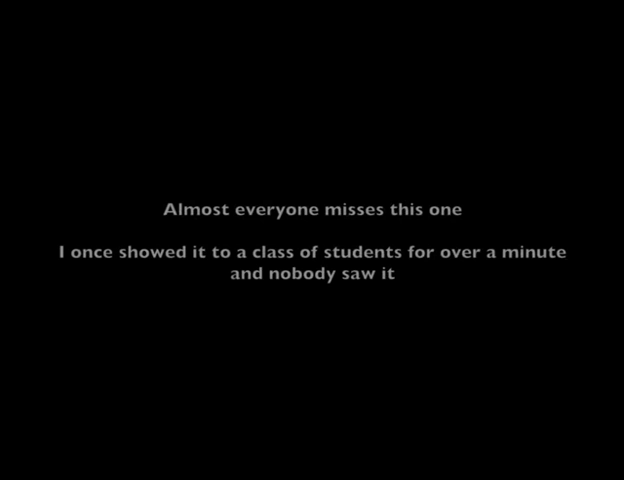 Almost everyone misses this one
I once showed it to a class of students for over a minute
and nobody saw it